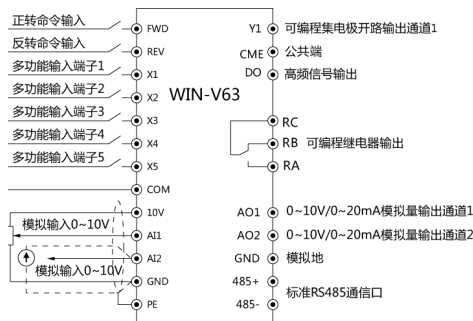 正转命令输入 FWD
反转命令输入 REV
多功能输入端子1 X1
多功能输入端子2 X2
多功能输入端子3 X3
多功能输入端子4 X4
多功能输入端子5 X5
COM
10V
模拟输入0~10V AI1
AI2
模拟输入0~10V
GND
PE
WIN-V63
Y1 可编程集电极开路输出通道1
CME 公共端
DO 高频信号输出
RC
RB 可编程继电器输出
RA
AO1 0~10V/0~20mA模拟量输出通道1
AO2 0~10V/0~20mA模拟量输出通道2
GND 模拟地
485+
标准RS485通信口
485-